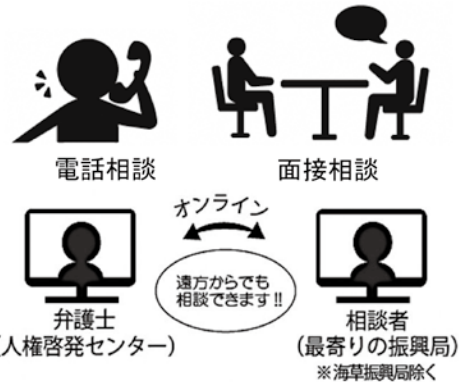 電話相談
面接相談
オンライン
遠方からでも
相談できます!!
弁護士
(人権啓発センター)
相談者
(最寄りの振興局)
※海草振興局除く